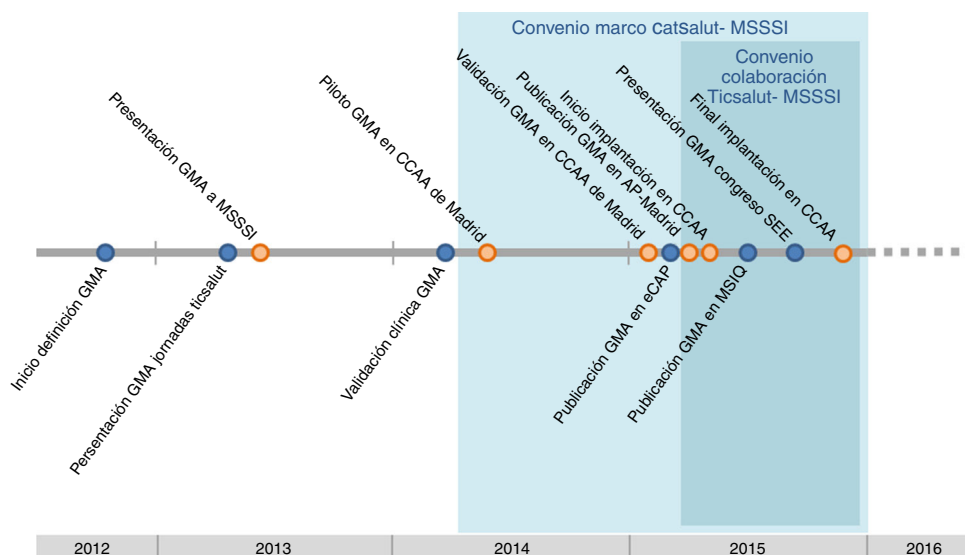 Convenio marco catsalut- MSSSI
Convenio
colaboración
Ticsalut- MSSSI
Presentación GMA a MSSSI
Piloto GMA en CCAA de Madrid
Validación GMA en CCAA de Madrid
Publicación GMA en AP-Madrid
Inicio implantación en CCAA
Presentación GMA congreso SEE
Final implantación en CCAA
Inicio definición GMA
Persentación GMA jornadas ticsalut
Validación clínica GMA
Publicación GMA en eCAP
Publicación GMA en MSIQ
2012
2013
2014
2015
2016